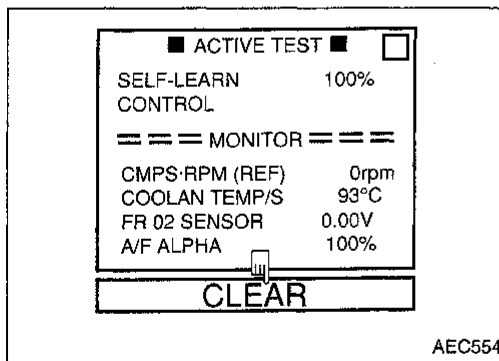 ■ ACTIVE TEST ■
SELF-LEARN 100%
CONTROL
=== MONITOR ===
CMPS·RPM (REF) 0rpm
COOLAN TEMP/S 93°C
FR 02 SENSOR 0.00V
A/F ALPHA 100%
CLEAR
AEC554